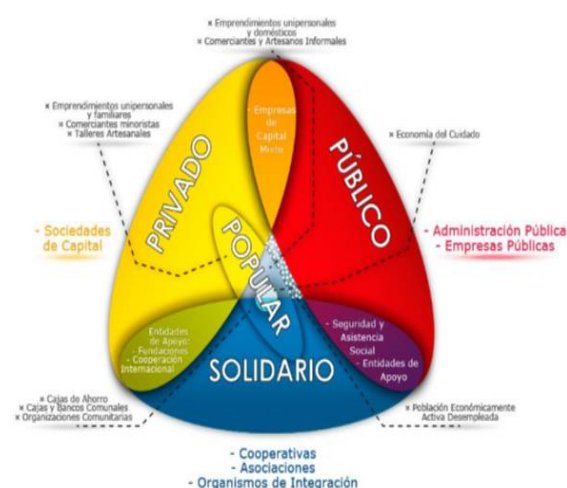 × Emprendimientos unipersonales
y domésticos
× Comerciantes y Artesanos Informales
× Emprendimientos unipersonales
y familiares
× Comerciantes minoristas
× Talleres Artesanales
- Empresas
de
Capital
Mixto
× Economía del Cuidado
PRIVADO
PÚBLICO
- Sociedades
de Capital
- Administración Pública
- Empresas Públicas
POPULAR
Entidades
de Apoyo:
- Fundaciones
- Cooperación
Internacional
- Seguridad y
Asistencia
Social
- Entidades de
Apoyo
SOLIDARIO
× Cajas de Ahorro
× Cajas y Bancos Comunales
× Organizaciones Comunitarias
× Población Económicamente
Activa Desempleada
- Cooperativas
- Asociaciones
- Organismos de Integración